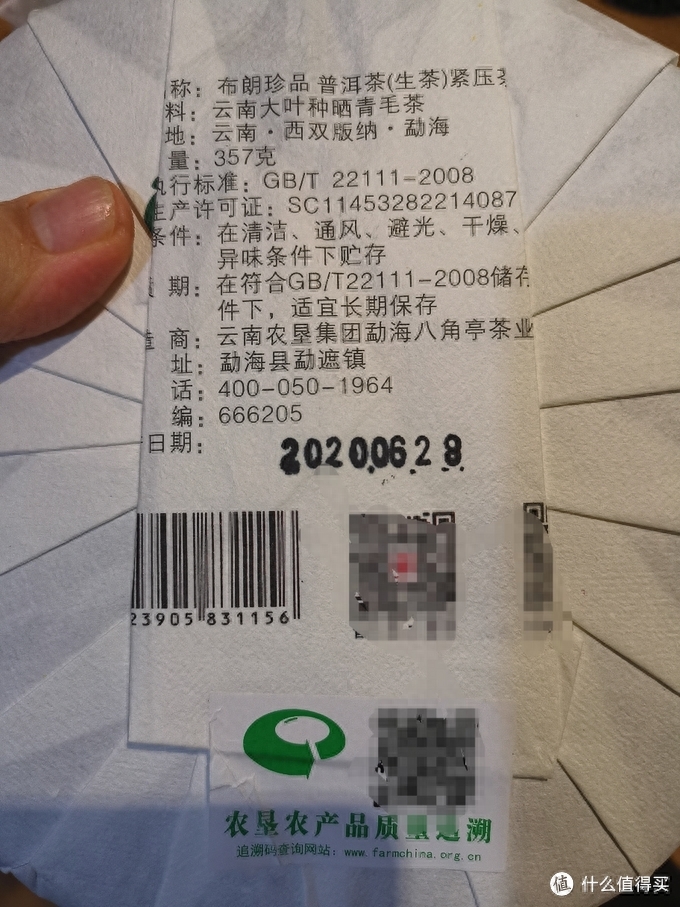 称：布朗珍品 普洱茶(生茶)紧压茶
料：云南大叶种晒青毛茶
地：云南·西双版纳·勐海
量：357克
执行标准：GB/T 22111-2008
生产许可证：SC11453282214087
条件：在清洁、通风、避光、干燥、
异味条件下贮存
期：在符合GB/T22111-2008储存
件下，适宜长期保存
造 商：云南农垦集团勐海八角亭茶业
址：勐海县勐遮镇
话：400-050-1964
编：666205
日期：
2020.06.28
23905 831156
农垦农产品质量追溯
追溯码查询网站：www.farmchina.org.cn
值 什么值得买